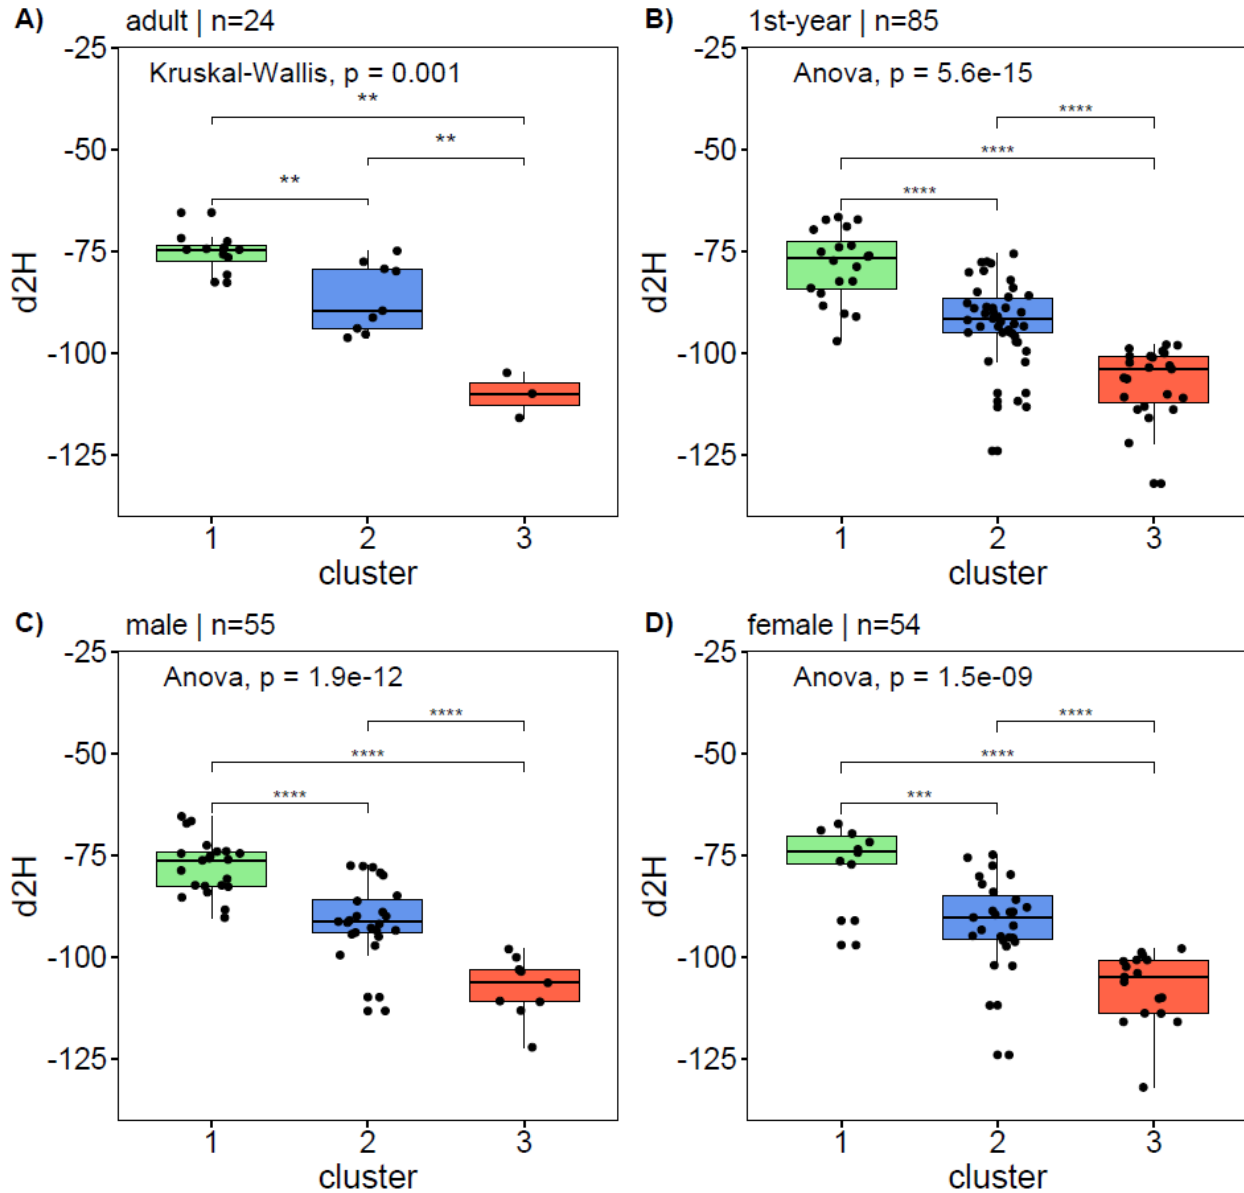 A) adult | n=24
-25
Kruskal-Wallis, p = 0.001
**
-50
**
**
-75
d2H
-100
-125
1 2 3
cluster
B) 1st-year | n=85
-25
Anova, p = 5.6e-15
****
-50
****
****
-75
d2H
-100
-125
1 2 3
cluster
C) male | n=55
-25
Anova, p = 1.9e-12
****
-50
****
****
-75
d2H
-100
-125
1 2 3
cluster
D) female | n=54
-25
Anova, p = 1.5e-09
****
-50
****
***
-75
d2H
-100
-125
1 2 3
cluster